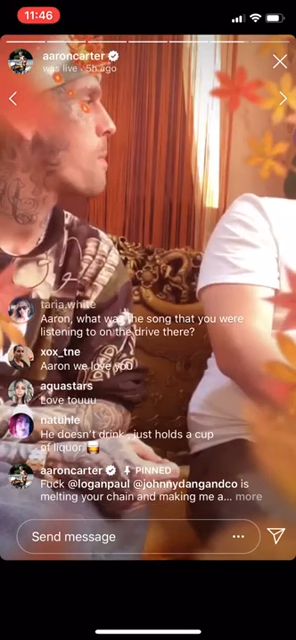 11:46
aaroncarter
was live · 5h ago
taria.white
Aaron, what was the song that you were
listening to on the drive there?
xox_tne
Aaron we love you
aguastars
Love touuu
natuhle
He doesn't drink , just holds a cup
of liquor 🥃
aaroncarter PINNED
Fuck @loganpaul @johnnydangandco is
melting your chain and making me a... more
Send message